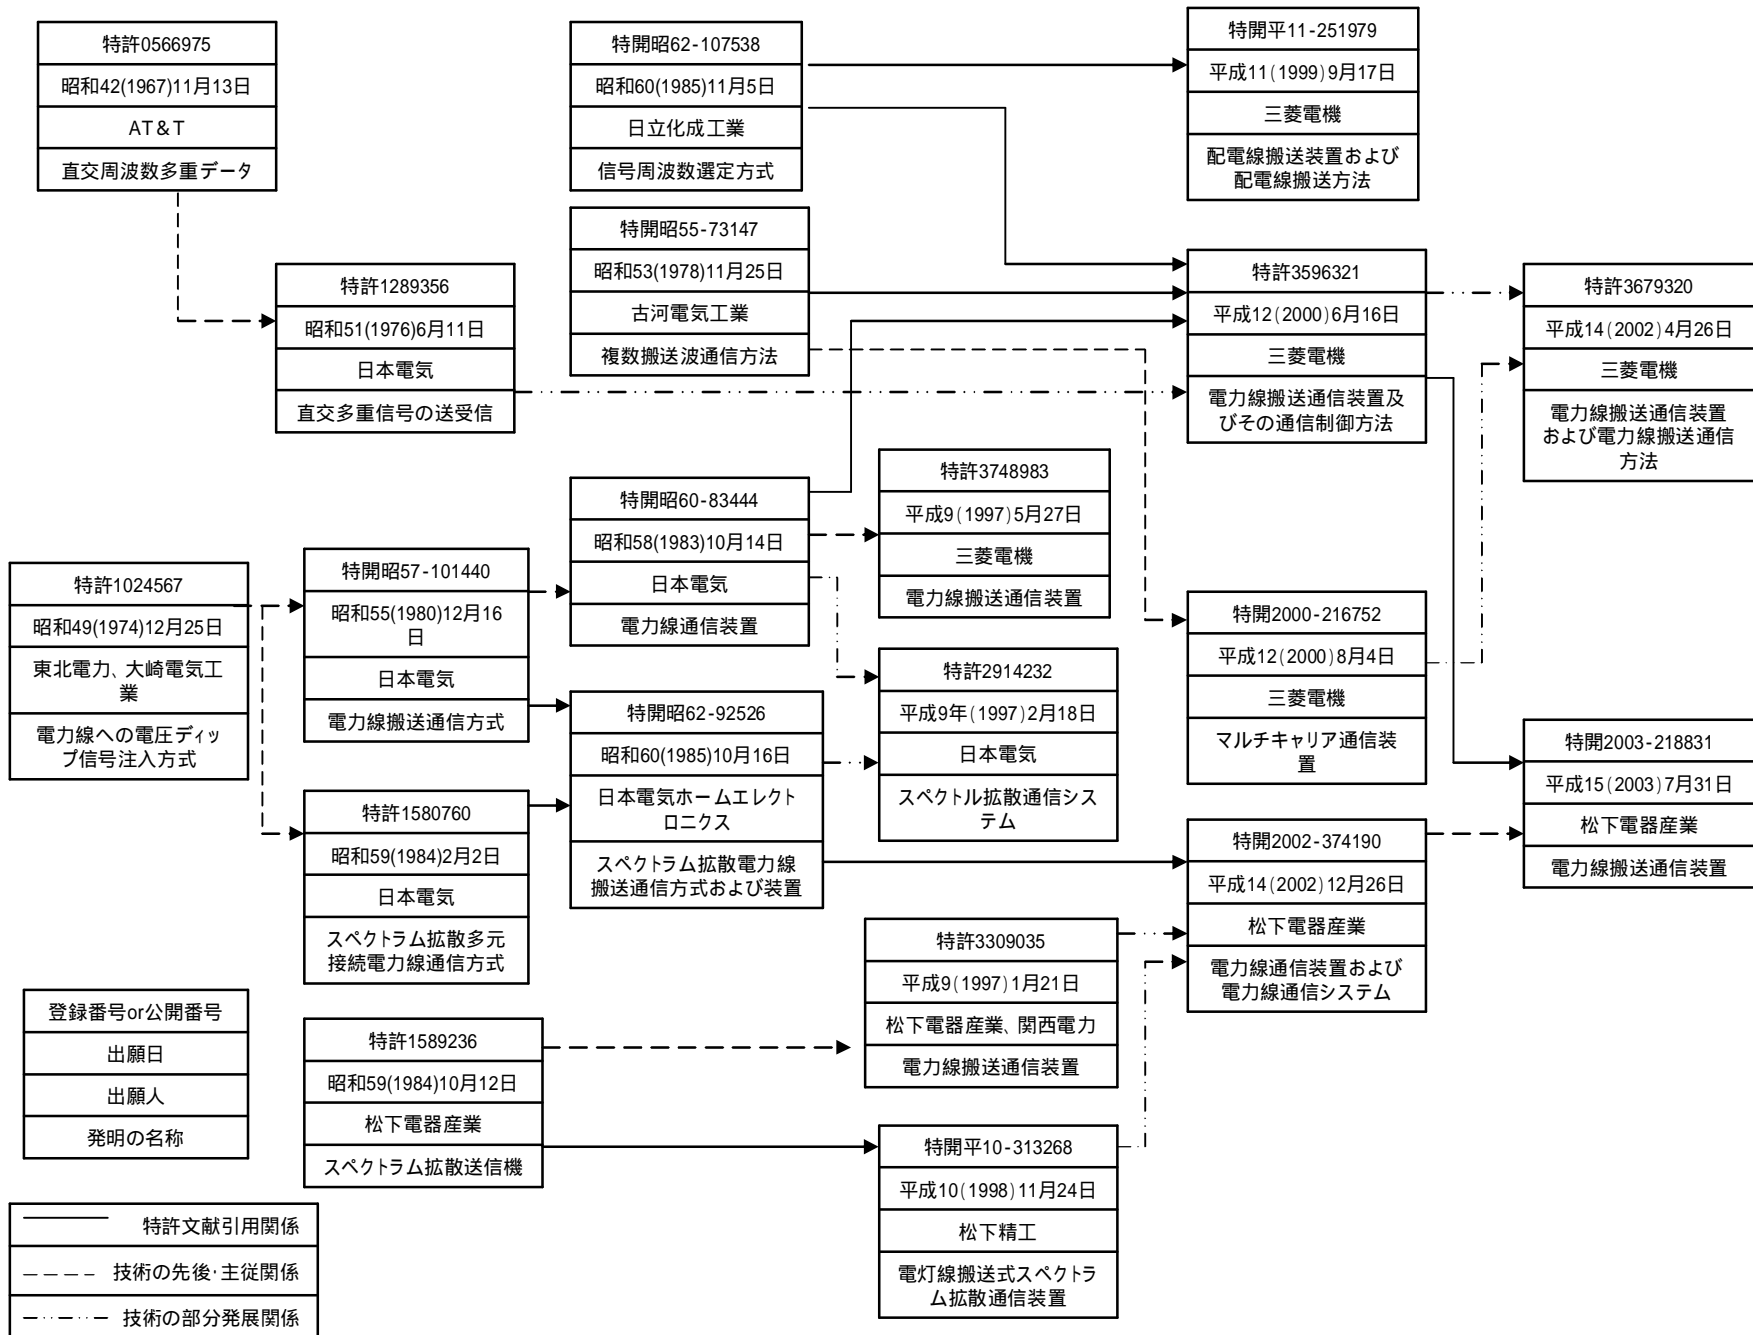 特許0566975
昭和42(1967)11月13日
AT&T
直交周波数多重データ
特開昭62-107538
昭和60(1985)11月5日
日立化成工業
信号周波数選定方式
特開平11-251979
平成11(1999)9月17日
三菱電機
配電線搬送装置および
配電線搬送方法
特開昭55-73147
昭和53(1978)11月25日
古河電気工業
複数搬送波通信方法
特許1289356
昭和51(1976)6月11日
日本電気
直交多重信号の送受信
特許3596321
平成12(2000)6月16日
三菱電機
電力線搬送通信装置及
びその通信制御方法
特許3679320
平成14(2002)4月26日
三菱電機
電力線搬送通信装置
および電力線搬送通信
方法
特開昭60-83444
昭和58(1983)10月14日
日本電気
電力線通信装置
特許3748983
平成9(1997)5月27日
三菱電機
電力線搬送通信装置
特許1024567
昭和49(1974)12月25日
東北電力、大崎電気工
業
電力線への電圧ディッ
プ信号注入方式
特開昭57-101440
昭和55(1980)12月16
日
日本電気
電力線搬送通信方式
特開2000-216752
平成12(2000)8月4日
三菱電機
マルチキャリア通信装
置
特許2914232
平成9年(1997)2月18日
日本電気
スペクトル拡散通信シス
テム
特開昭62-92526
昭和60(1985)10月16日
日本電気ホームエレクト
ロニクス
スペクトラム拡散電力線
搬送通信方式および装置
特開2003-218831
平成15(2003)7月31日
松下電器産業
電力線搬送通信装置
特許1580760
昭和59(1984)2月2日
日本電気
スペクトラム拡散多元
接続電力線通信方式
特開2002-374190
平成14(2002)12月26日
松下電器産業
電力線通信装置および
電力線通信システム
特許3309035
平成9(1997)1月21日
松下電器産業、関西電力
電力線搬送通信装置
登録番号or公開番号
出願日
出願人
発明の名称
特許1589236
昭和59(1984)10月12日
松下電器産業
スペクトラム拡散送信機
特開平10-313268
平成10(1998)11月24日
松下精工
電灯線搬送式スペクトラ
ム拡散通信装置
特許文献引用関係
技術の先後・主従関係
技術の部分発展関係